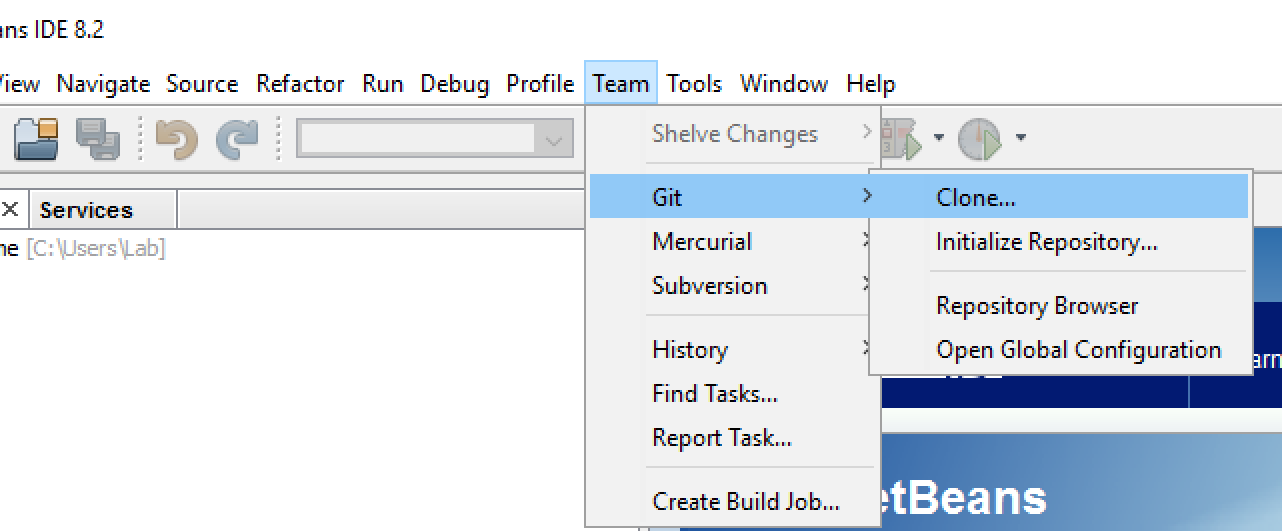 ans IDE 8.2
View Navigate Source Refactor Run Debug Profile Team Tools Window Help
Shelve Changes
Git
Clone...
Mercurial
Initialize Repository...
Subversion
Repository Browser
History
Open Global Configuration
Find Tasks...
Report Task...
Create Build Job...
Services
ne [C:\Users\Lab]
arn
etBeans